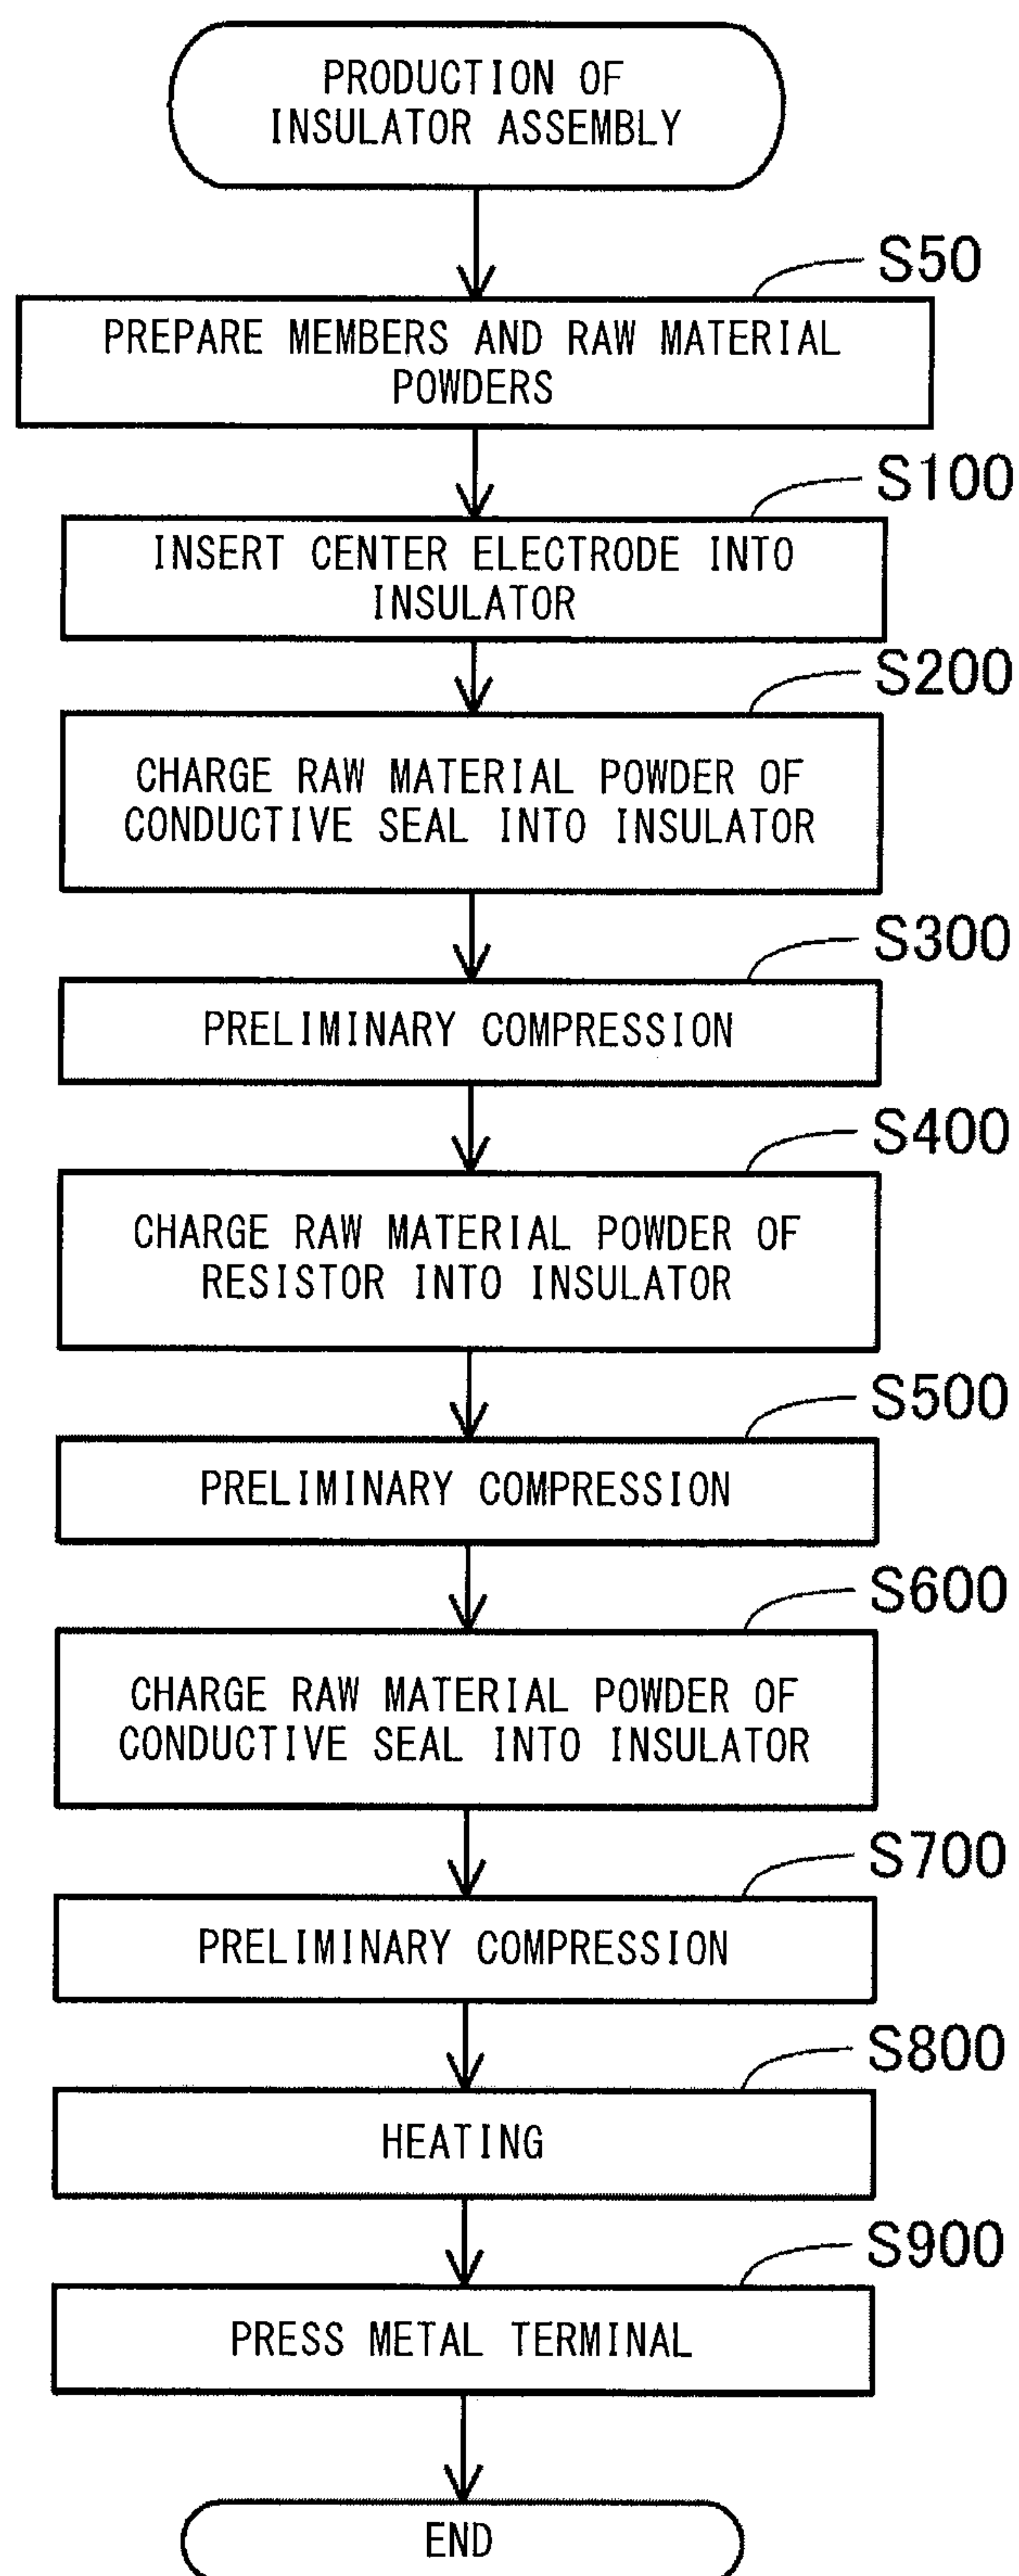 PRODUCTION OF
INSULATOR ASSEMBLY
S50
PREPARE MEMBERS AND RAW MATERIAL
POWDERS
S100
INSERT CENTER ELECTRODE INTO
INSULATOR
S200
CHARGE RAW MATERIAL POWDER OF
CONDUCTIVE SEAL INTO INSULATOR
S300
PRELIMINARY COMPRESSION
S400
CHARGE RAW MATERIAL POWDER OF
RESISTOR INTO INSULATOR
S500
PRELIMINARY COMPRESSION
S600
CHARGE RAW MATERIAL POWDER OF
CONDUCTIVE SEAL INTO INSULATOR
S700
PRELIMINARY COMPRESSION
S800
HEATING
S900
PRESS METAL TERMINAL
END